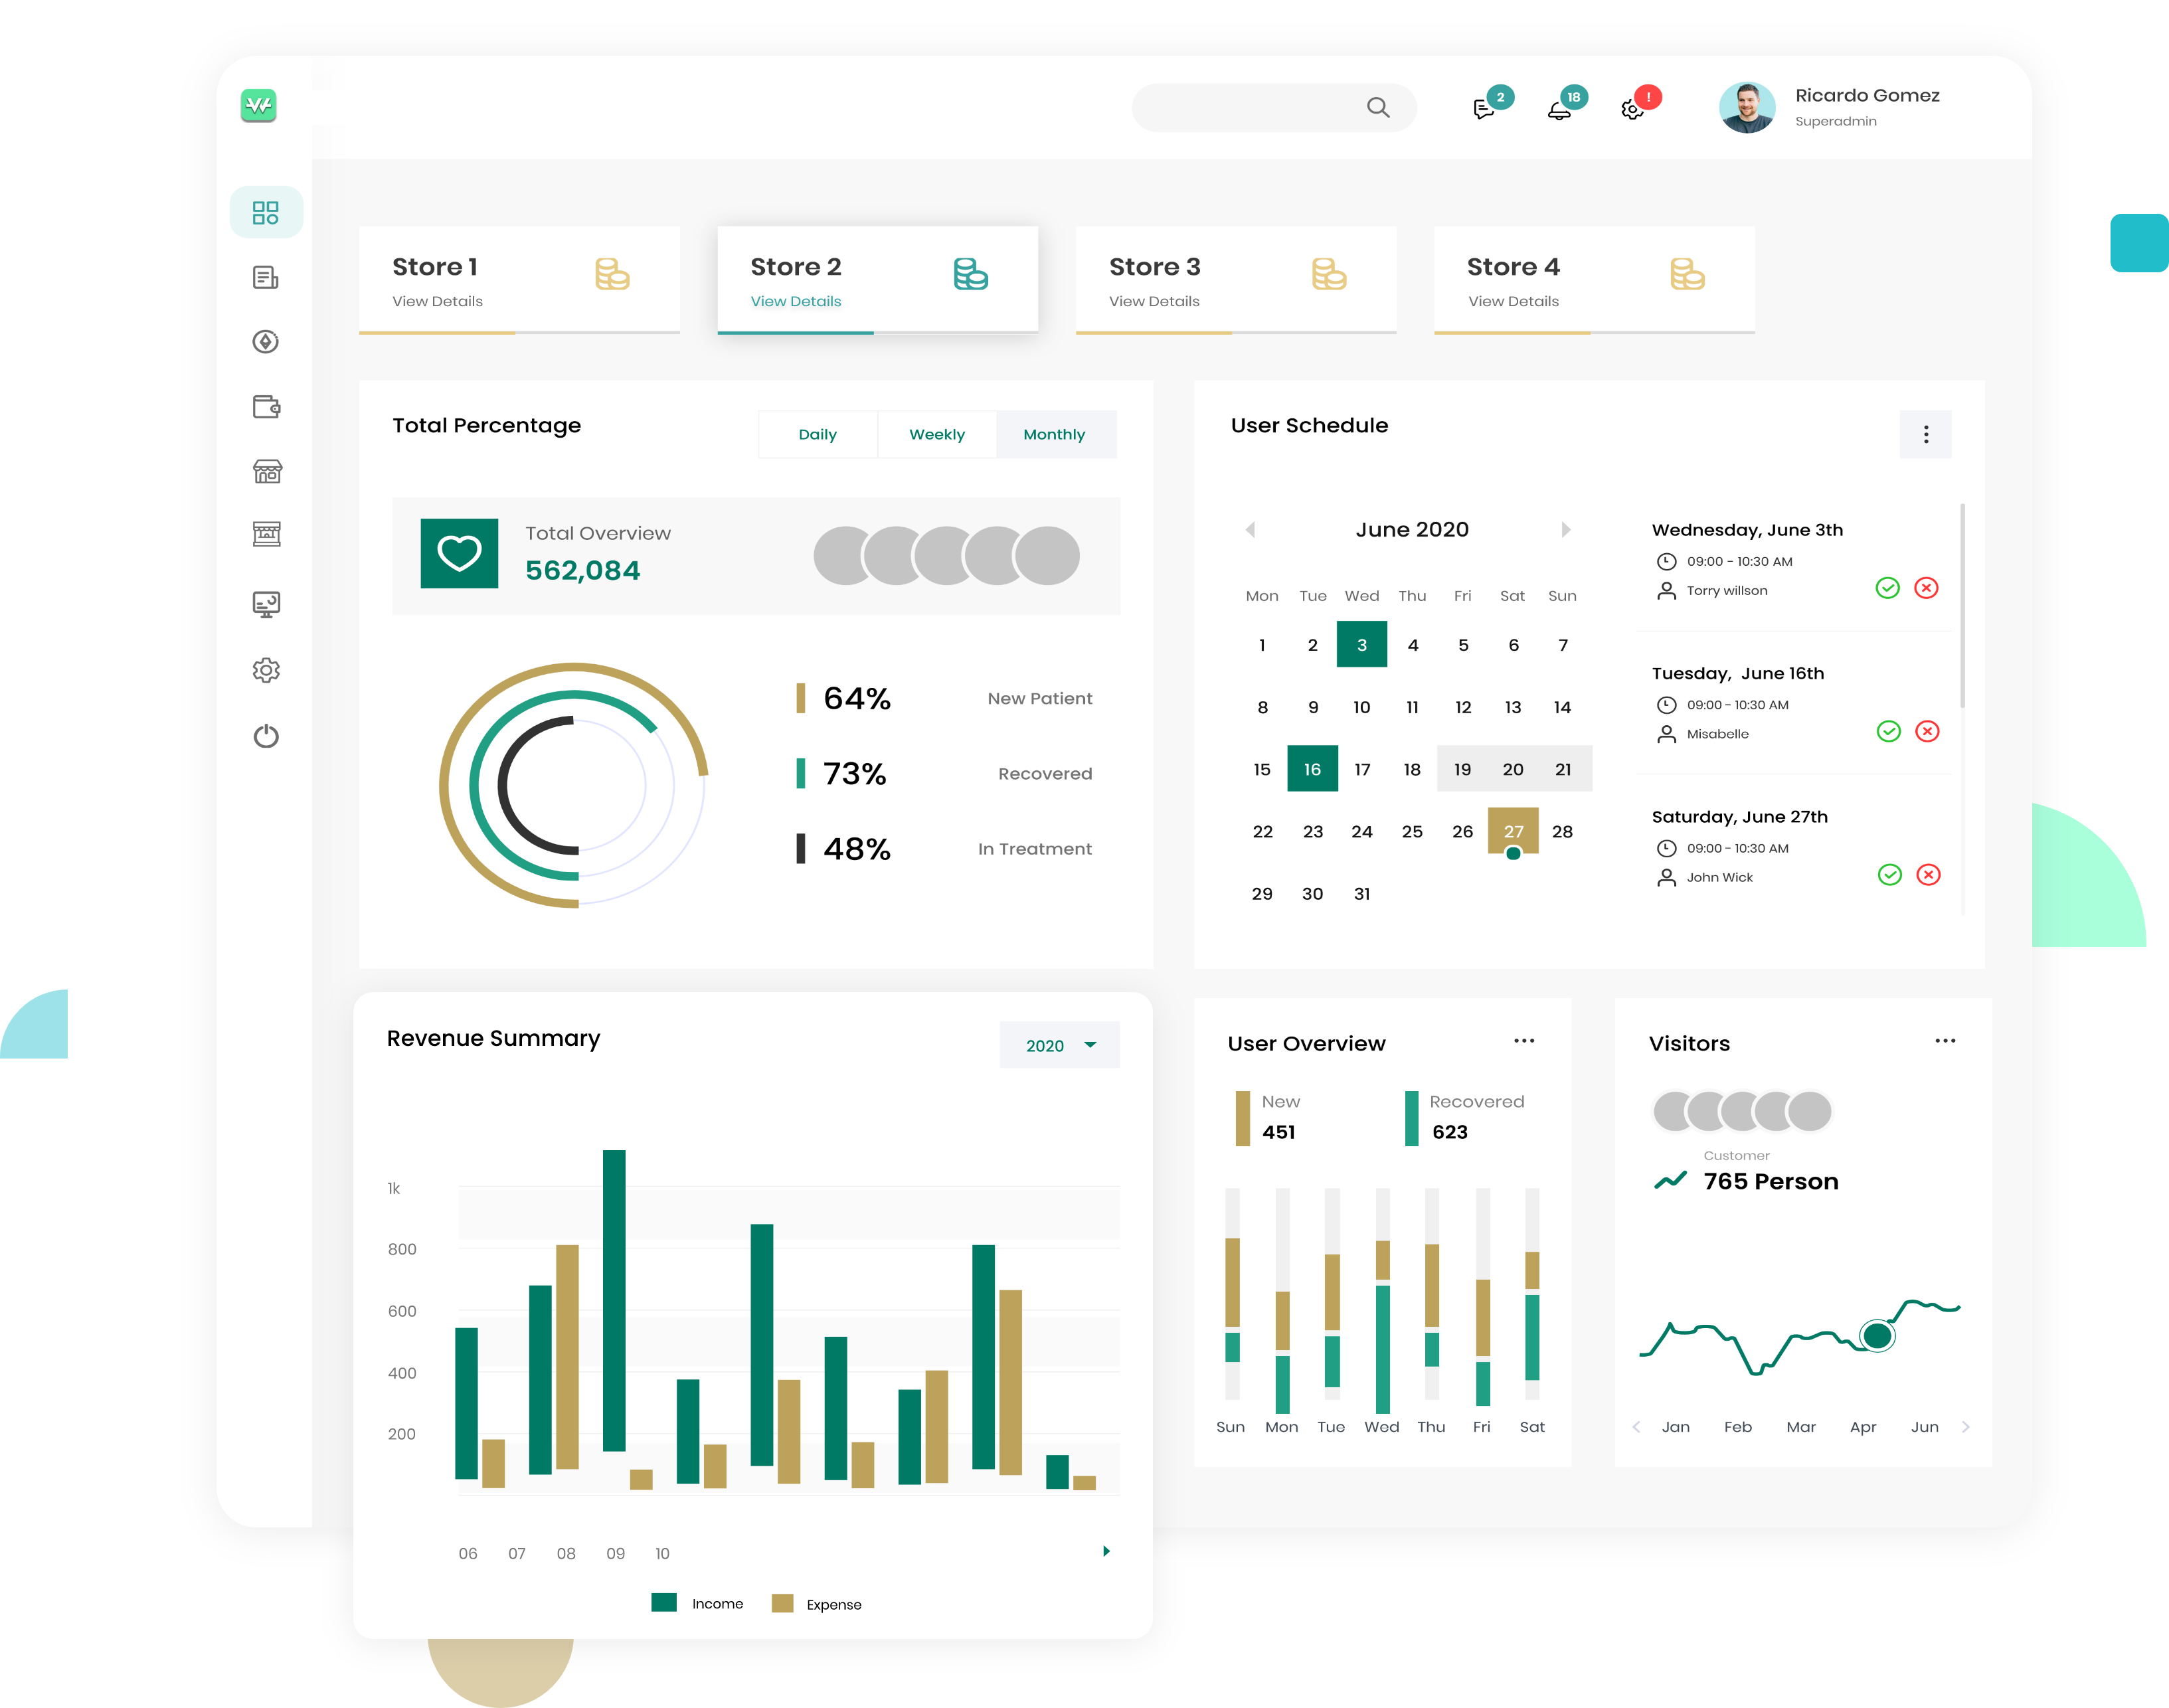 2
18
!
Ricardo Gomez
Superadmin
Store 1
View Details
Store 2
View Details
Store 3
View Details
Store 4
View Details
Total Percentage
Daily
Weekly
Monthly
Total Overview
562,084
64% New Patient
73% Recovered
48% In Treatment
User Schedule
June 2020
Mon Tue Wed Thu Fri Sat Sun
1 2 3 4 5 6 7
8 9 10 11 12 13 14
15 16 17 18 19 20 21
22 23 24 25 26 27 28
29 30 31
Wednesday, June 3th
09:00 - 10:30 AM
Torry willson
Tuesday, June 16th
09:00 - 10:30 AM
Misabelle
Saturday, June 27th
09:00 - 10:30 AM
John Wick
Revenue Summary
2020
1k
800
600
400
200
06 07 08 09 10
Income
Expense
User Overview
New
451
Recovered
623
Sun Mon Tue Wed Thu Fri Sat
Visitors
Customer
765 Person
Jan Feb Mar Apr Jun